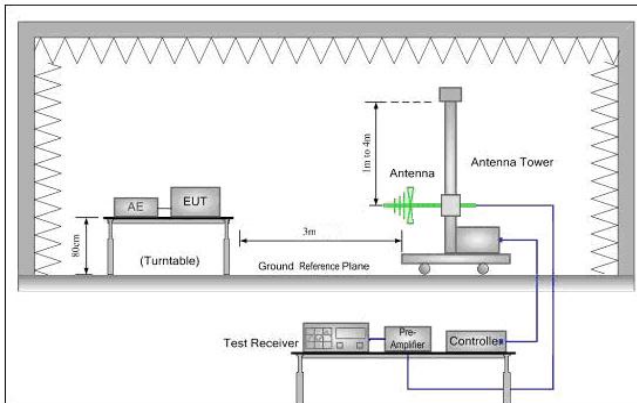 1m to 4m
Antenna
Antenna Tower
AE
EUT
80cm
3m
(Turntable)
Ground Reference Plane
Test Receiver
Pre-
Amplifier
Controller